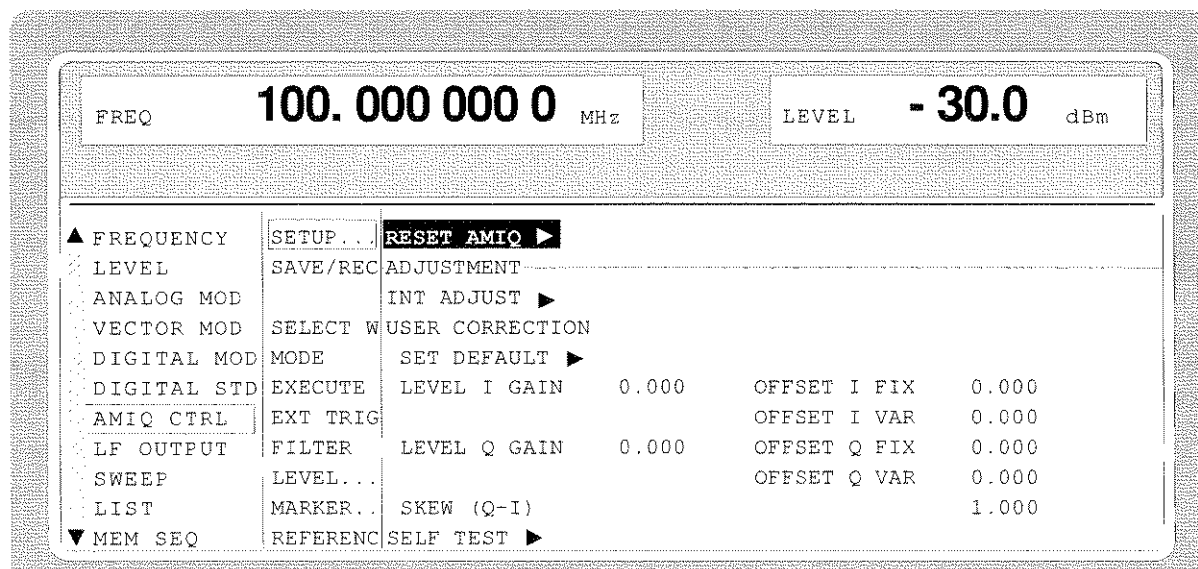 FREQ 100. 000 000 0 MHz LEVEL - 30.0 dBm
FREQUENCY SETUP... RESET AMIQ
LEVEL SAVE/REC ADJUSTMENT
ANALOG MOD INT ADJUST
VECTOR MOD SELECT W USER CORRECTION
DIGITAL MOD MODE SET DEFAULT
DIGITAL STD EXECUTE LEVEL I GAIN 0.000 OFFSET I FIX 0.000
AMIQ CTRL EXT TRIG OFFSET I VAR 0.000
LF OUTPUT FILTER LEVEL Q GAIN 0.000 OFFSET Q FIX 0.000
SWEEP LEVEL... OFFSET Q VAR 0.000
LIST MARKER.. SKEW (Q-I) 1.000
MEM SEQ REFERENC SELF TEST